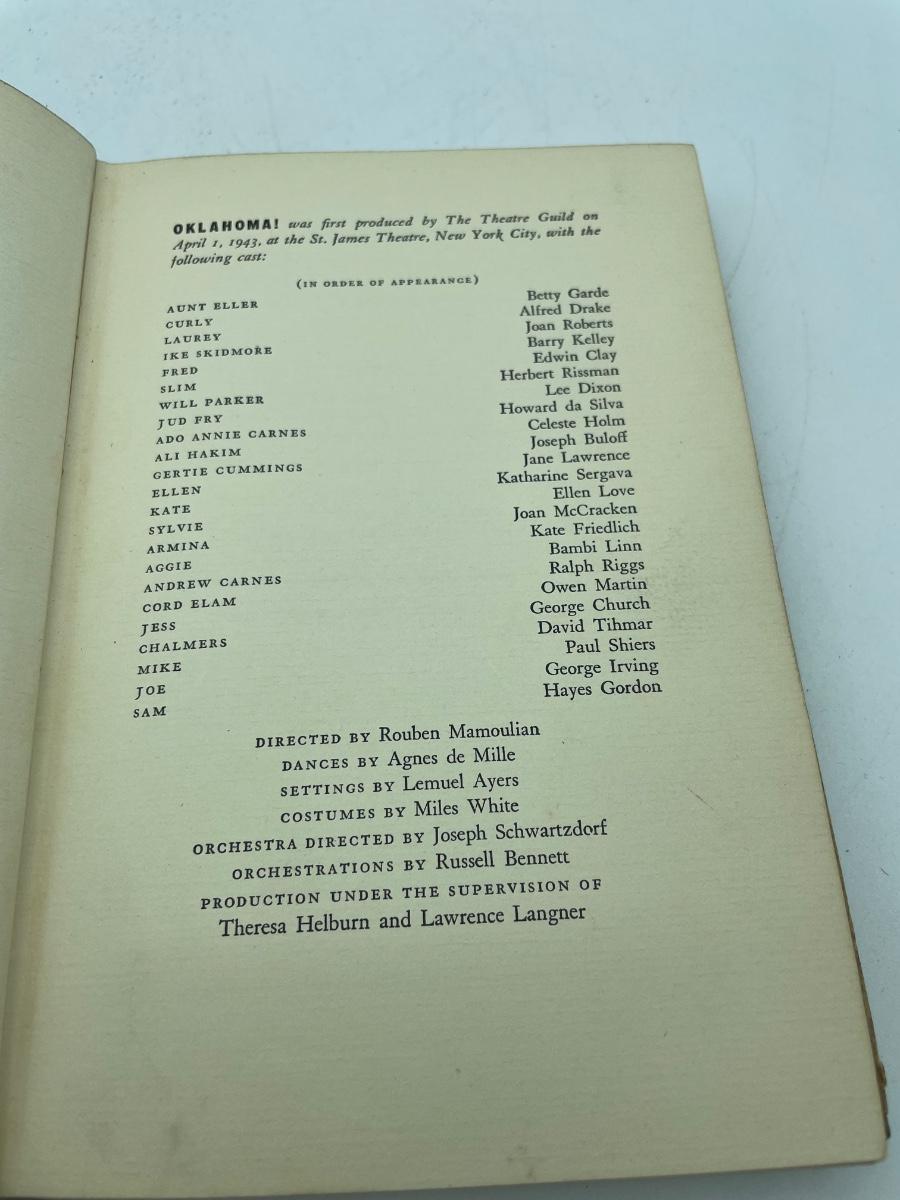 OKLAHOMA! was first produced by The Theatre Guild on
April 1, 1943, at the St. James Theatre, New York City, with the
following cast:
(IN ORDER OF APPEARANCE)
AUNT ELLER Betty Garde
CURLY Alfred Drake
LAUREY Joan Roberts
IKE SKIDMORE Barry Kelley
FRED Edwin Clay
SLIM Herbert Rissman
WILL PARKER Lee Dixon
JUD FRY Howard da Silva
ADO ANNIE CARNES Celeste Holm
ALI HAKIM Joseph Buloff
GERTIE CUMMINGS Jane Lawrence
ELLEN Katharine Sergava
KATE Ellen Love
SYLVIE Joan McCracken
ARMINA Kate Friedlich
AGGIE Bambi Linn
ANDREW CARNES Ralph Riggs
CORD ELAM Owen Martin
JESS George Church
CHALMERS David Tihmar
MIKE Paul Shiers
JOE George Irving
SAM Hayes Gordon
DIRECTED BY Rouben Mamoulian
DANCES BY Agnes de Mille
SETTINGS BY Lemuel Ayers
COSTUMES BY Miles White
ORCHESTRA DIRECTED BY Joseph Schwartzdorf
ORCHESTRATIONS BY Russell Bennett
PRODUCTION UNDER THE SUPERVISION OF
Theresa Helburn and Lawrence Langner